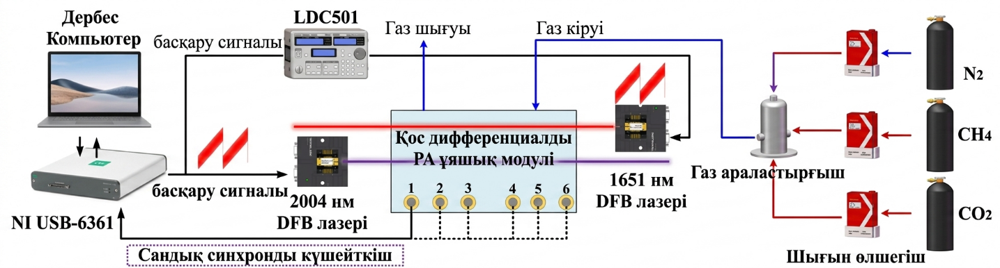 Дербес
Компьютер
LDC501
басқару сигналы
Газ шығуы
Газ кіруі
N2
CH4
CO2
Қос дифференциалды
PA ұяшық модулі
1 2 3 4 5 6
басқару сигналы
2004 нм
DFB лазері
1651 нм
DFB лазері
Газ араластырғыш
NI USB-6361
Сандық синхронды күшейткіш
Шығын өлшегіш